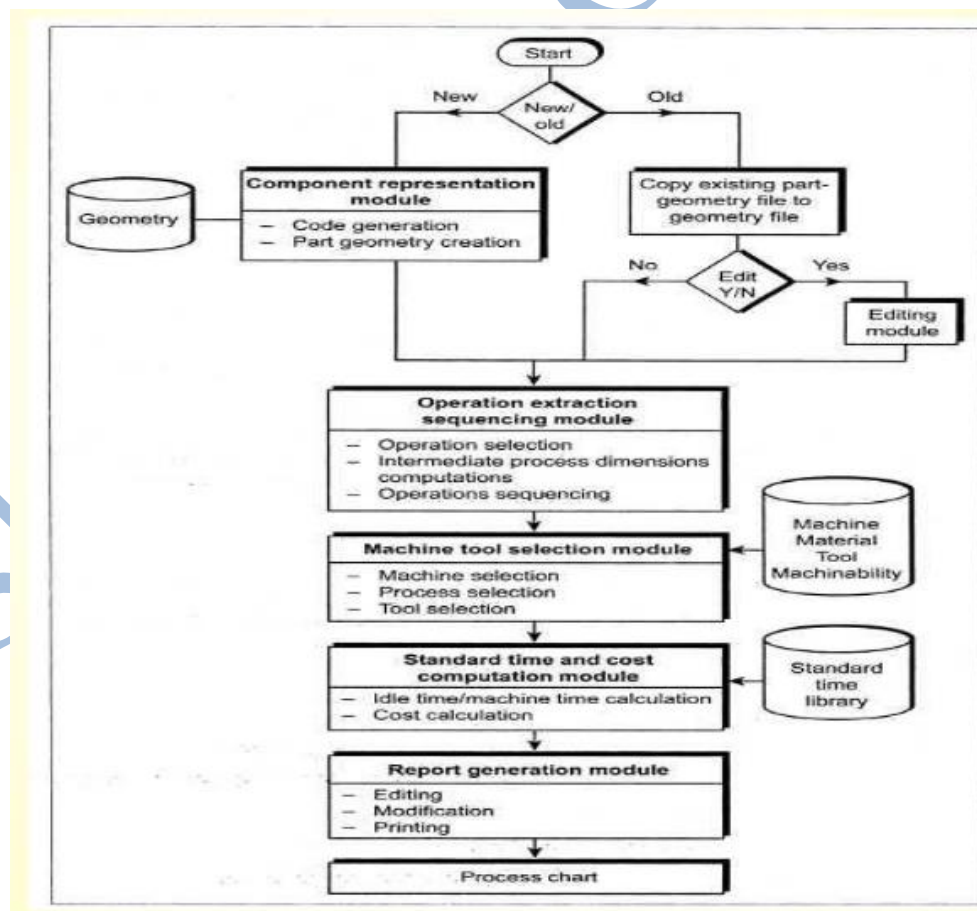 Start
New
New/
old
Old
Geometry
Component representation
module
– Code generation
– Part geometry creation
Copy existing part-
geometry file to
geometry file
No
Edit
Y/N
Yes
Editing
module
Operation extraction
sequencing module
– Operation selection
– Intermediate process dimensions
computations
– Operations sequencing
Machine
Material
Tool
Machinability
Machine tool selection module
– Machine selection
– Process selection
– Tool selection
Standard time and cost
computation module
– Idle time/machine time calculation
– Cost calculation
Standard
time
library
Report generation module
– Editing
– Modification
– Printing
Process chart